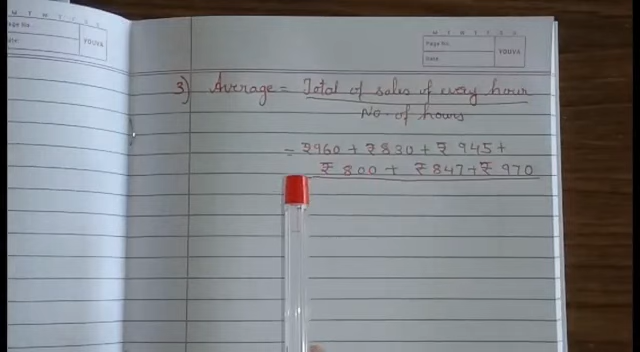 M T W T F S S
YOUVA
M T W T F S S
Page No.
Date:
YOUVA
3) Average = Total of sales of every hour
No. of hours
= ₹960 + ₹830 + ₹ 945 +
₹ 800 + ₹ 847 + ₹ 970